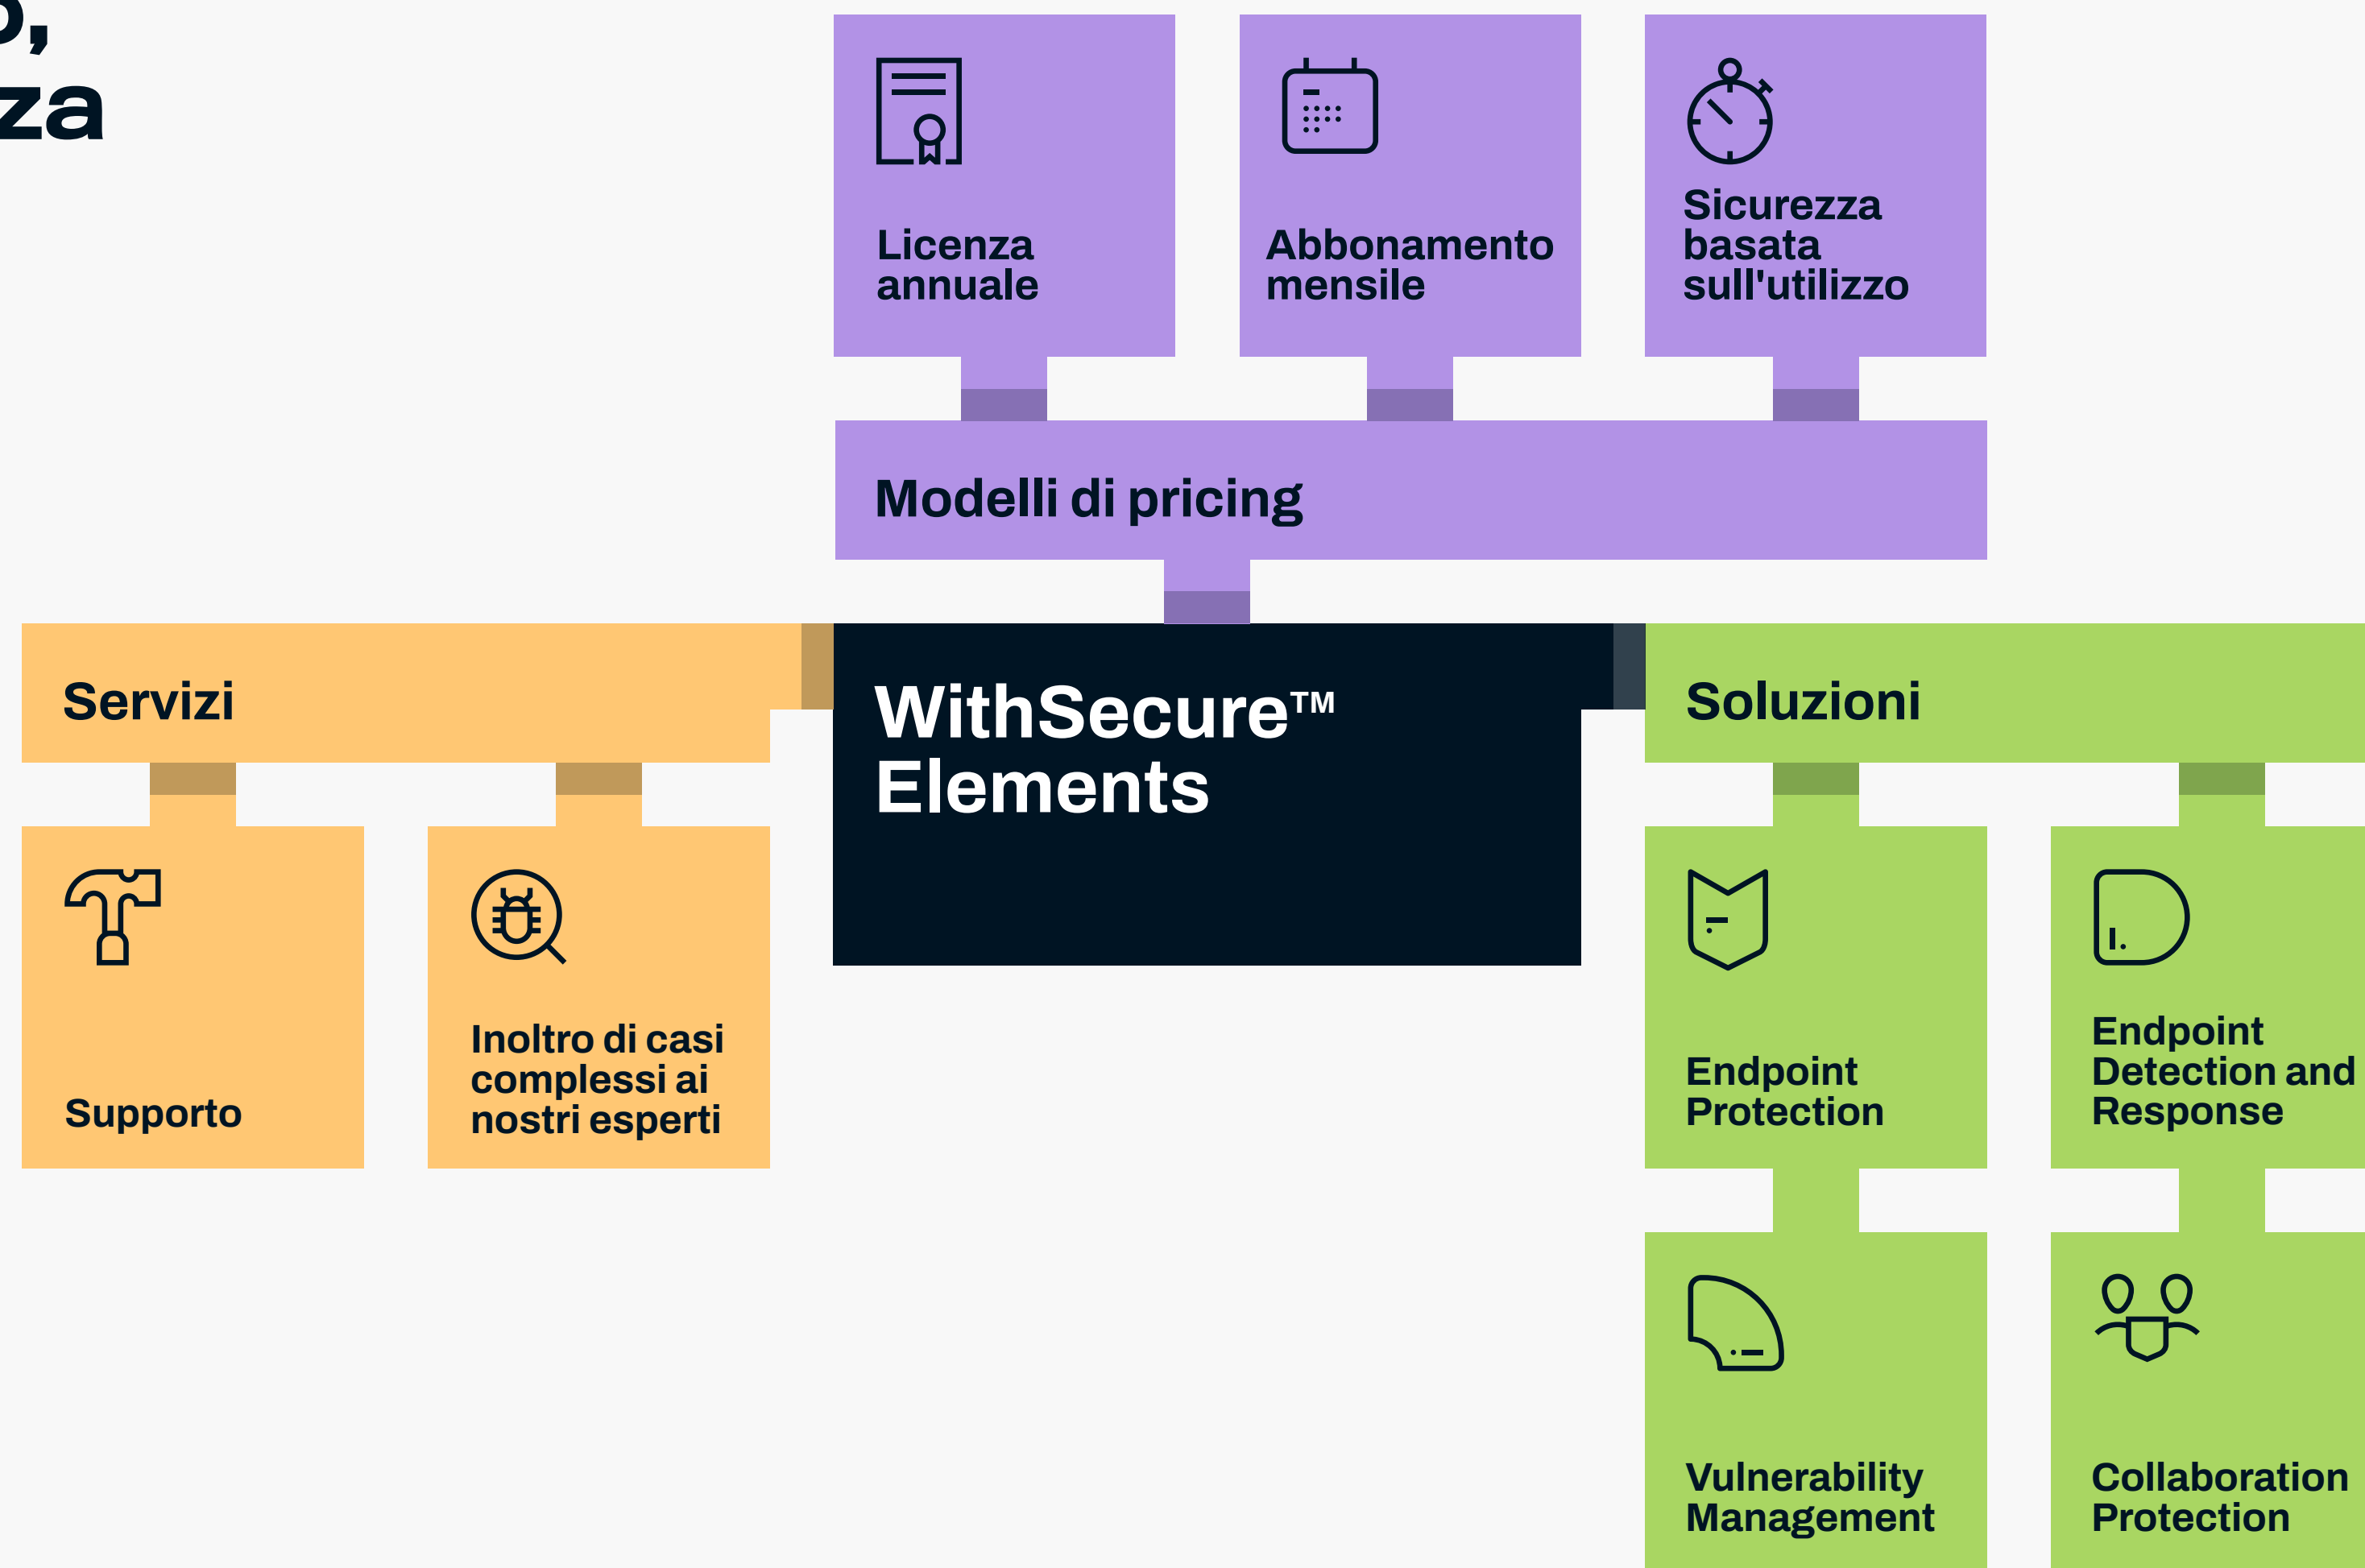 Licenza
annuale
Abbonamento
mensile
Sicurezza
basata
sull'utilizzo
Modelli di pricing
Servizi
WithSecure™
Elements
Soluzioni
Supporto
Inoltro di casi
complessi ai
nostri esperti
Endpoint
Protection
Endpoint
Detection and
Response
Vulnerability
Management
Collaboration
Protection